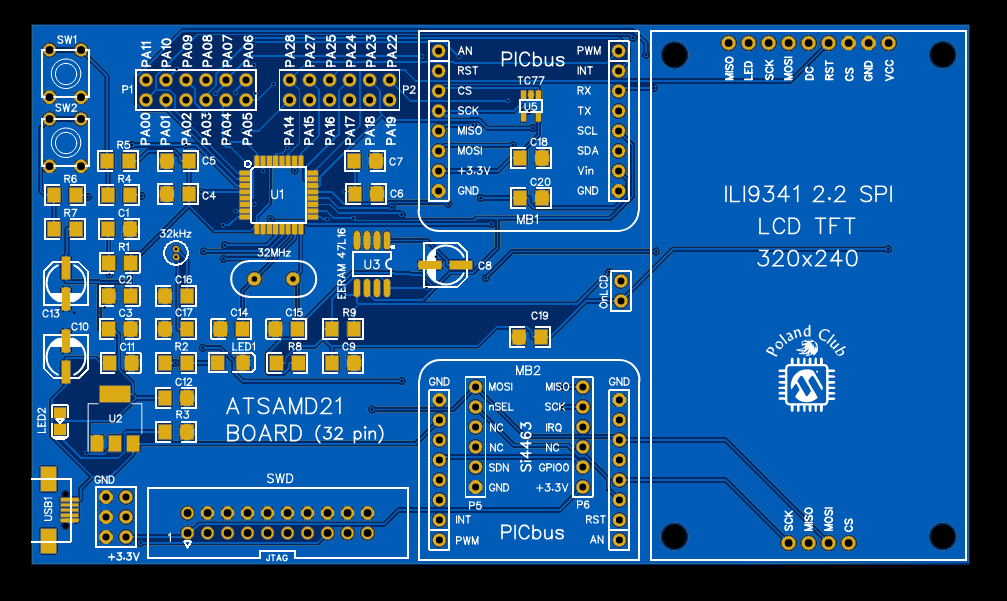 SW1
SW2
PA11 PA10 PA09 PA08 PA07 PA06
P1
PA00 PA01 PA02 PA03 PA04 PA05
PA28 PA27 PA25 PA24 PA23 PA22
P2
PA14 PA15 PA16 PA17 PA18 PA19
PICbus
AN PWM
RST INT
CS RX
SCK TX
MISO SCL
MOSI SDA
+3.3V Vin
GND GND
TC77
U5
C18
C20
MB1
MISO LED SCK MOSI DC RST CS GND VCC
ILI9341 2.2 SPI
LCD TFT
320x240
R5 C5 C7
R6 R4 C4 U1 C6
R7 C1
R1 32kHz
32MHz
EERAM 47L16
U3
C8
C13
C2 C16
C3 C17 C14 C15 R9
C10
C11 R2 LED1 R8 C9
OnLCD
C19
Poland Club
C12
R3
LED2
U2
ATSAMD21
BOARD (32 pin)
MB2
GND MOSI MISO GND
nSEL SCK
NC IRQ
NC NC
SDN GPIO0
GND +3.3V
Si4463
P5 P6
INT RST
PICbus
PWM AN
USB1
GND
+3.3V
SWD
1
JTAG
SCK MISO MOSI CS